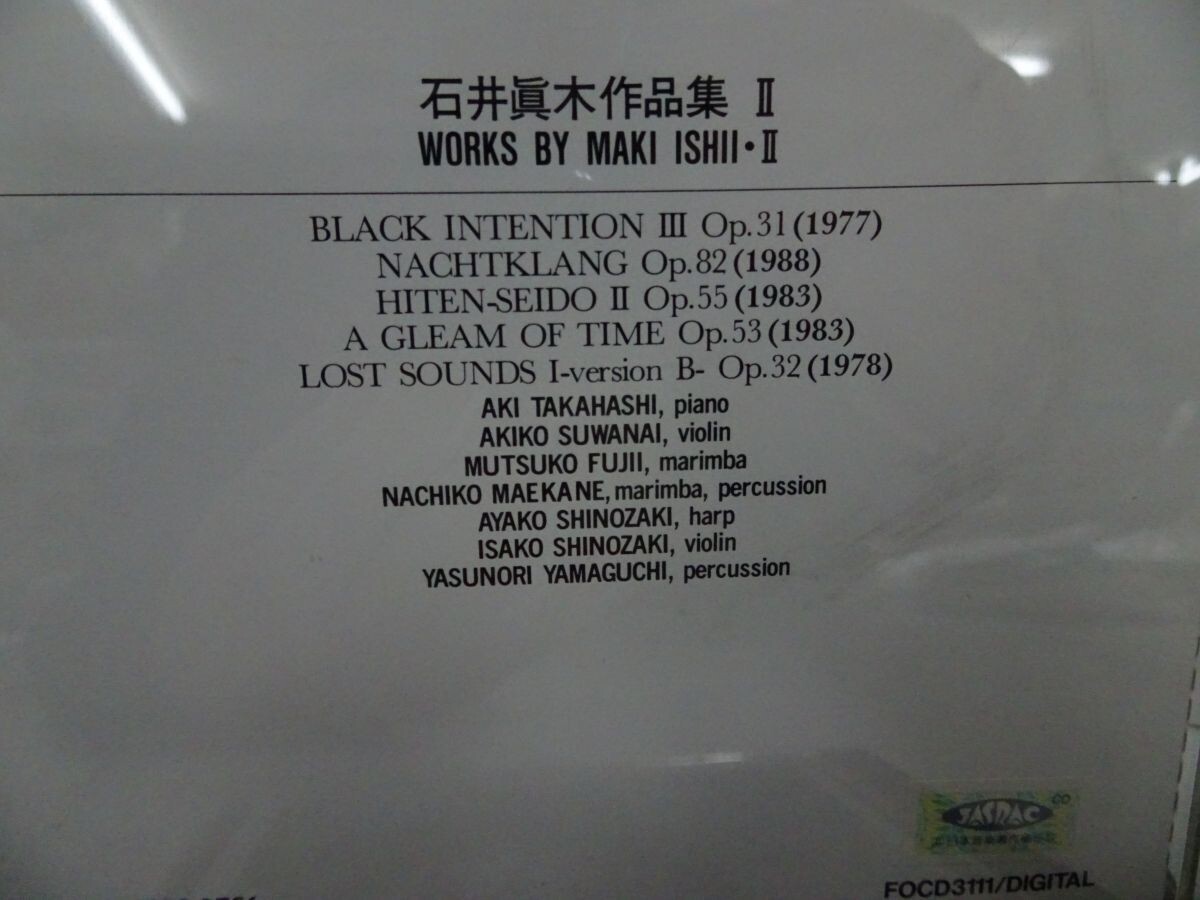 石井眞木作品集 Ⅱ
WORKS BY MAKI ISHII・Ⅱ
BLACK INTENTION Ⅲ Op.31(1977)
NACHTKLANG Op.82(1988)
HITEN-SEIDO Ⅱ Op.55(1983)
A GLEAM OF TIME Op.53(1983)
LOST SOUNDS I-version B- Op.32(1978)
AKI TAKAHASHI, piano
AKIKO SUWANAI, violin
MUTSUKO FUJII, marimba
NACHIKO MAEKANE, marimba, percussion
AYAKO SHINOZAKI, harp
ISAKO SHINOZAKI, violin
YASUNORI YAMAGUCHI, percussion
CD
JASRAC
FOCD3111/DIGITAL